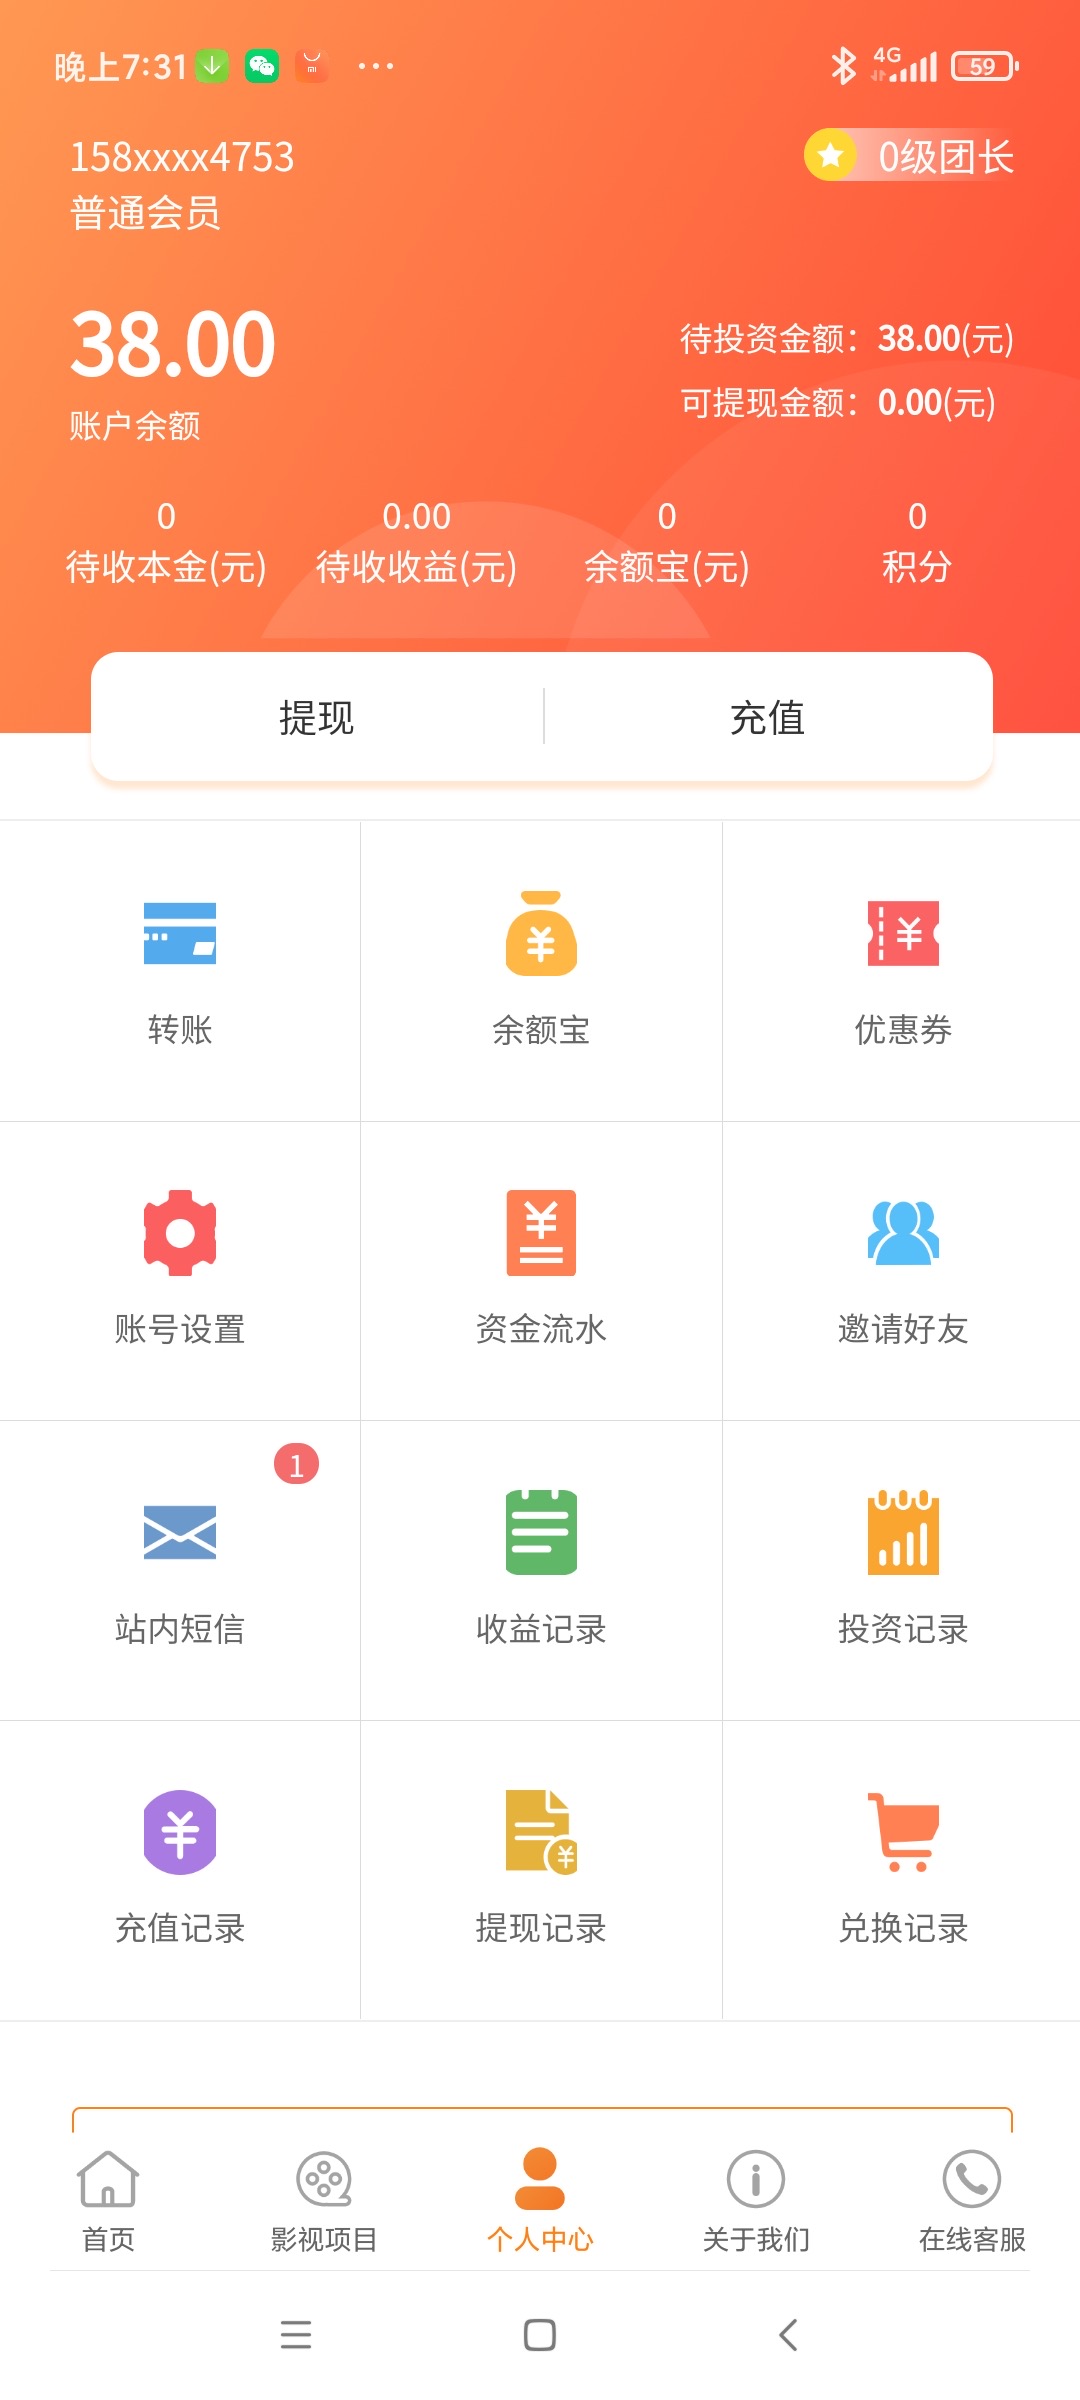 晚上7:31 ... 4G 59
158xxxx4753
0级团长
普通会员
38.00
账户余额
待投资金额：38.00(元)
可提现金额：0.00(元)
0 0.00 0 0
待收本金(元) 待收收益(元) 余额宝(元) 积分
提现 充值
转账 余额宝 优惠券
账号设置 资金流水 邀请好友
1
站内短信 收益记录 投资记录
充值记录 提现记录 兑换记录
首页 影视项目 个人中心 关于我们 在线客服